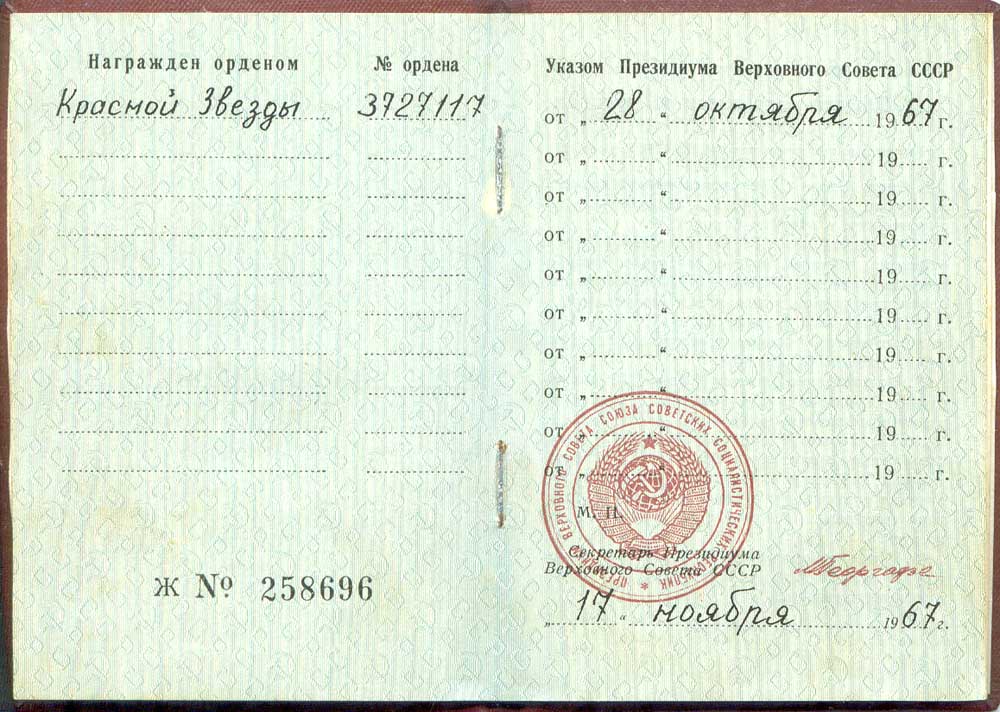 Награжден орденом № ордена
Красной Звезды 3727117
Ж № 258696
Указом Президиума Верховного Совета СССР
от „ 28 “ октября 1967 г.
от „ “ 19 г.
от „ “ 19 г.
от „ “ 19 г.
от „ “ 19 г.
от „ “ 19 г.
от „ “ 19 г.
от „ “ 19 г.
от „ “ 19 г.
от „ “ 19 г.
ПРЕЗИДИУМ ВЕРХОВНОГО СОВЕТА СОЮЗА СОВЕТСКИХ СОЦИАЛИСТИЧЕСКИХ РЕСПУБЛИК
М. П.
Секретарь Президиума
Верховного Совета СССР МГеоргадзе
„ 17 “ ноября 1967 г.